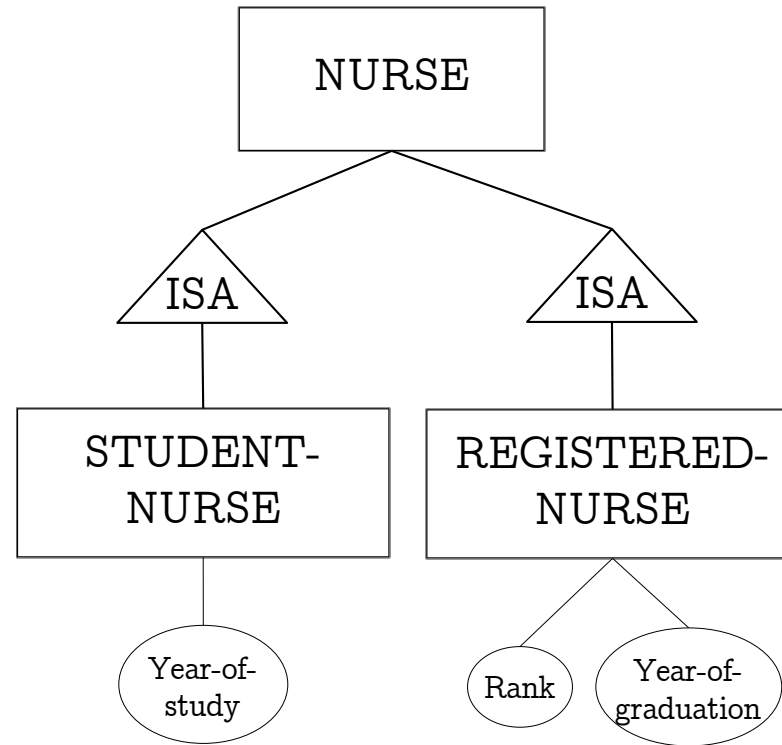 NURSE
ISA
ISA
STUDENT-
NURSE
REGISTERED-
NURSE
Year-of-
study
Rank
Year-of-
graduation